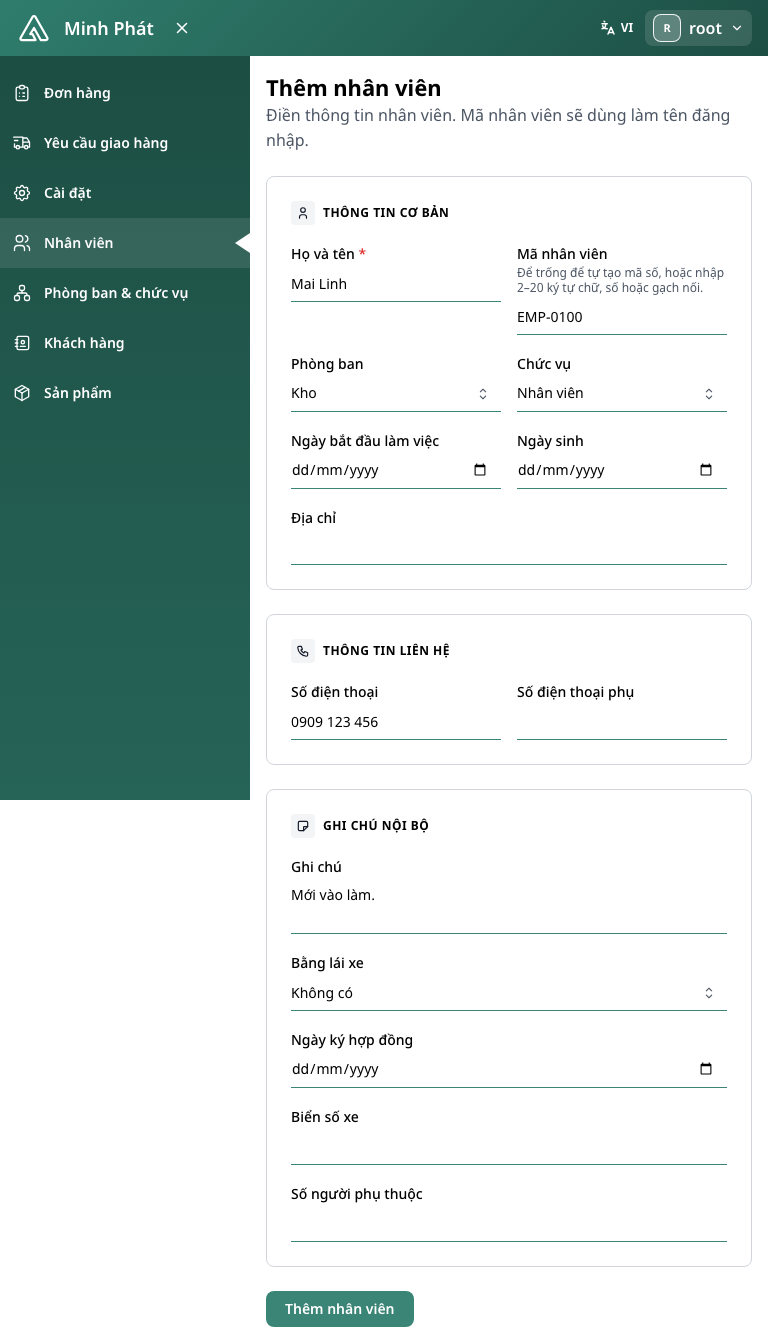 Minh Phát
VI
R
root
Đơn hàng
Yêu cầu giao hàng
Cài đặt
Nhân viên
Phòng ban & chức vụ
Khách hàng
Sản phẩm
Thêm nhân viên
Điền thông tin nhân viên. Mã nhân viên sẽ dùng làm tên đăng
nhập.
THÔNG TIN CƠ BẢN
Họ và tên *
Mai Linh
Mã nhân viên
Để trống để tự tạo mã số, hoặc nhập
2–20 ký tự chữ, số hoặc gạch nối.
EMP-0100
Phòng ban
Kho
Chức vụ
Nhân viên
Ngày bắt đầu làm việc
dd/mm/yyyy
Ngày sinh
dd/mm/yyyy
Địa chỉ
THÔNG TIN LIÊN HỆ
Số điện thoại
0909 123 456
Số điện thoại phụ
GHI CHÚ NỘI BỘ
Ghi chú
Mới vào làm.
Bằng lái xe
Không có
Ngày ký hợp đồng
dd/mm/yyyy
Biển số xe
Số người phụ thuộc
Thêm nhân viên